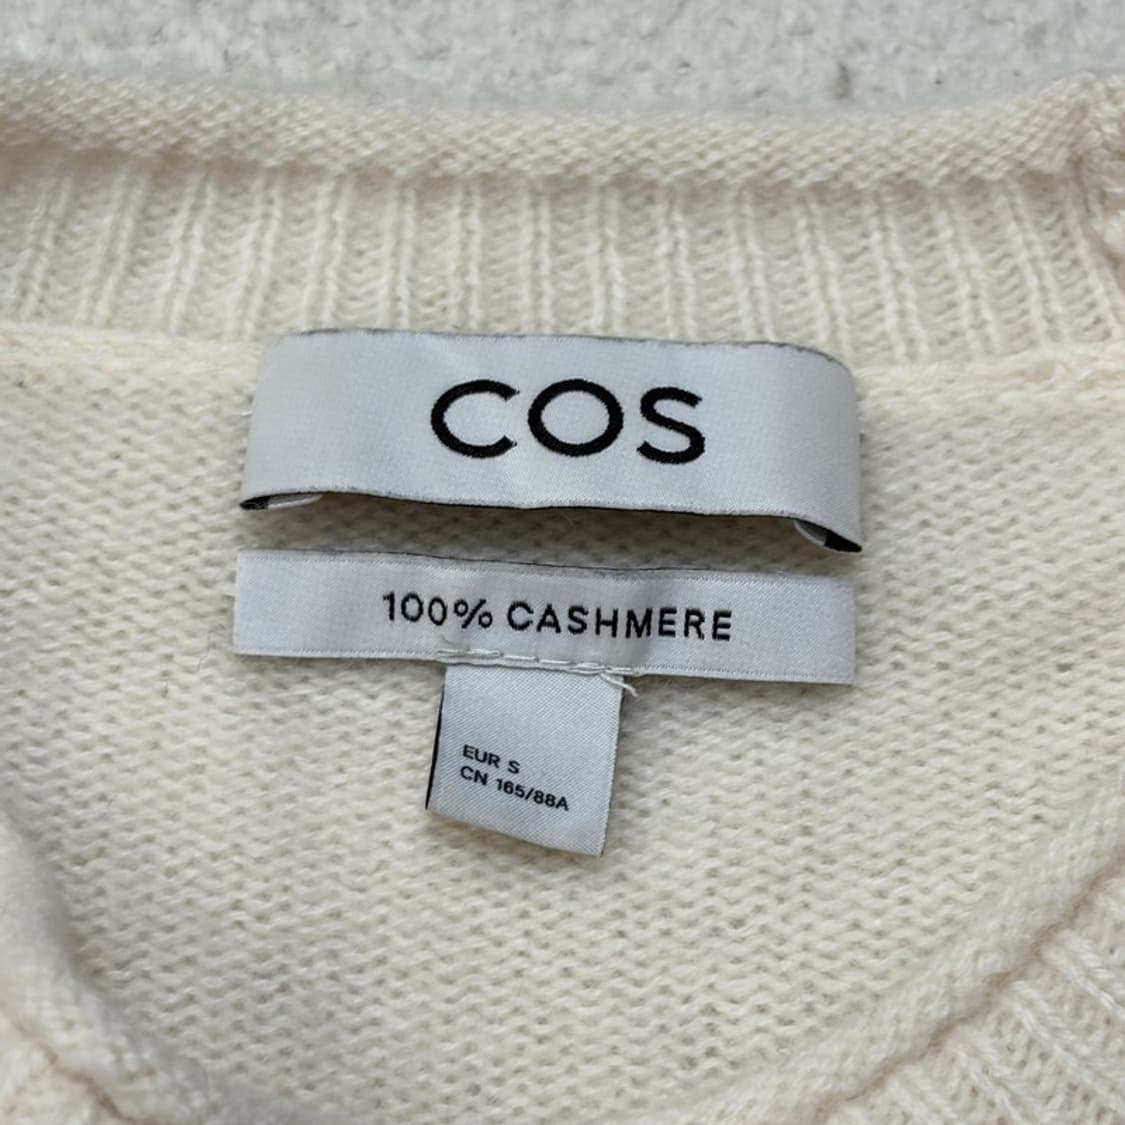 COS
100% CASHMERE
EUR S
CN 165/88A